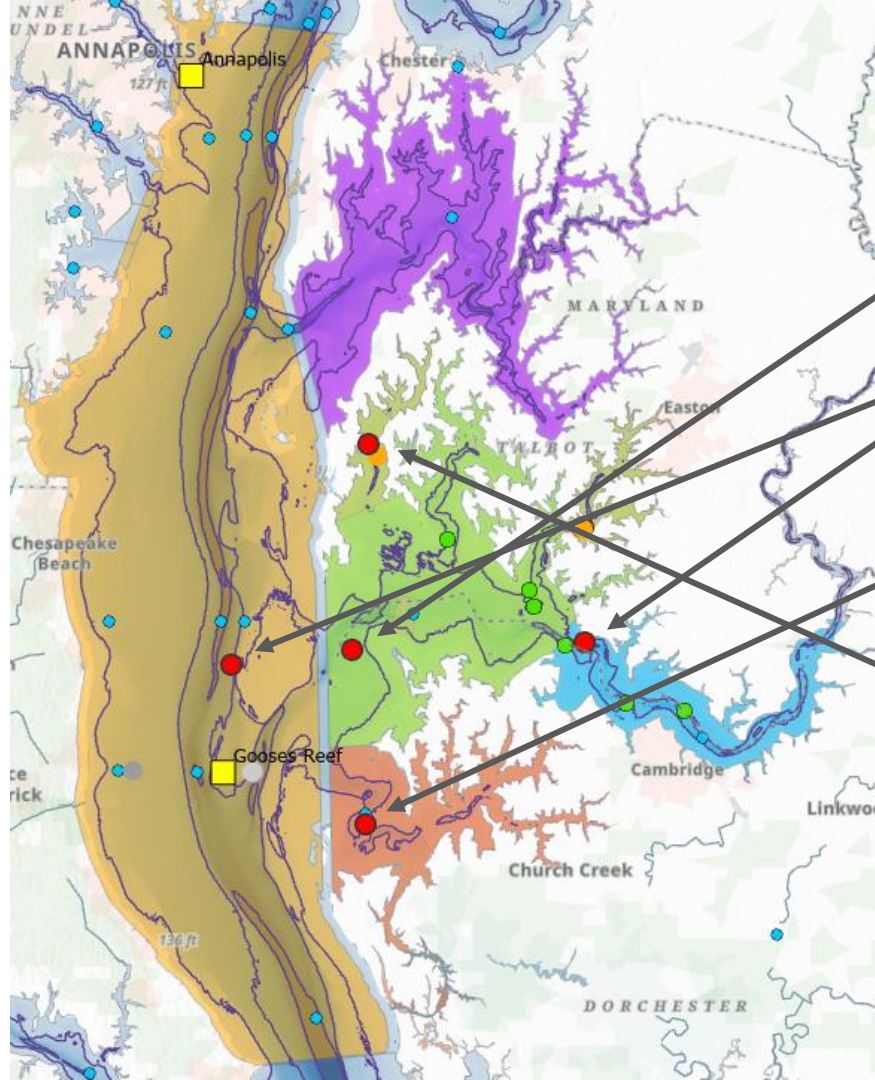 NNE
UNDEL
ANNAPOLIS
Annapolis
127 ft
Chester
MARYLAND
Easton
TALBOT
Chesapeake
Beach
Gooses Reef
ce
rick
Cambridge
Linkwo
Church Creek
136 ft
DORCHESTER